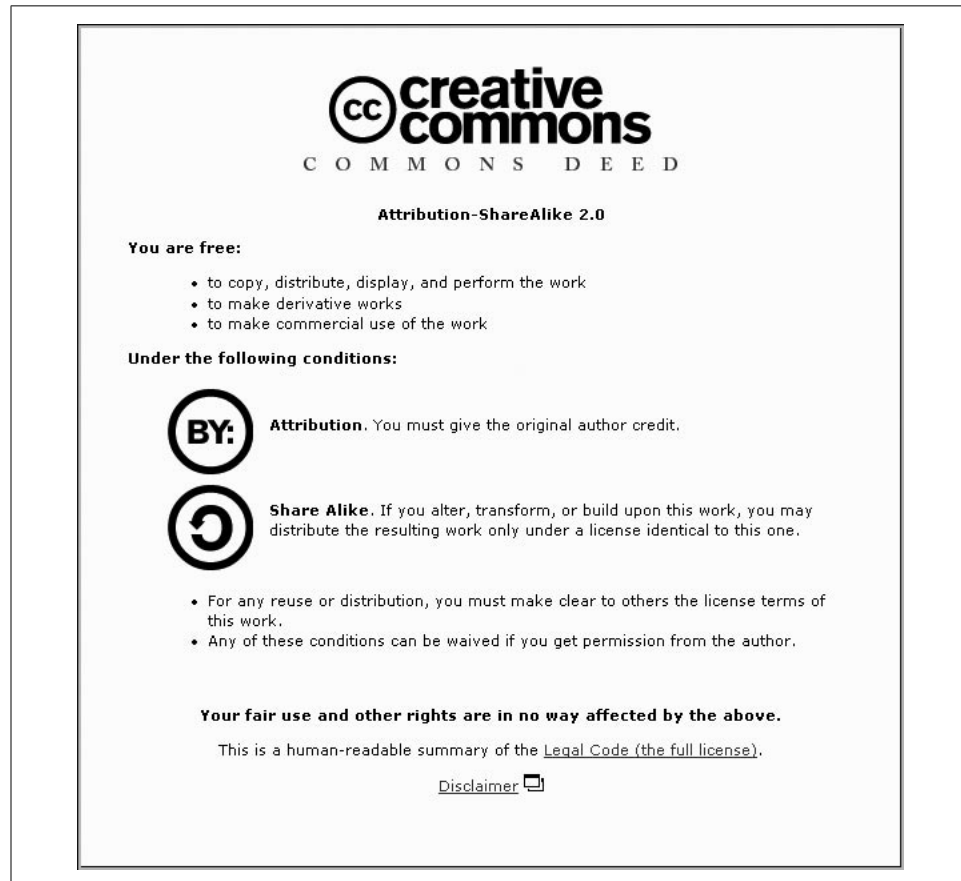 cc creative
commons
COMMONS DEED
Attribution-ShareAlike 2.0
You are free:
• to copy, distribute, display, and perform the work
• to make derivative works
• to make commercial use of the work
Under the following conditions:
BY: Attribution. You must give the original author credit.
Share Alike. If you alter, transform, or build upon this work, you may
distribute the resulting work only under a license identical to this one.
• For any reuse or distribution, you must make clear to others the license terms of
this work.
• Any of these conditions can be waived if you get permission from the author.
Your fair use and other rights are in no way affected by the above.
This is a human-readable summary of the Legal Code (the full license).
Disclaimer